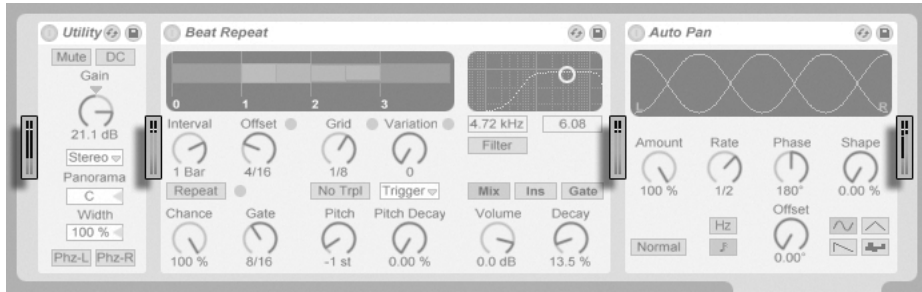 Utility
Mute DC
Gain
21.1 dB
Stereo
Panorama
C
Width
100 %
Phz-L Phz-R
Beat Repeat
0 1 2 3
Interval Offset Grid Variation
1 Bar 4/16 1/8 0
Repeat No Trpl Trigger
Chance Gate Pitch Pitch Decay
100 % 8/16 -1 st 0.00 %
4.72 kHz 6.08
Filter
Mix Ins Gate
Volume Decay
0.0 dB 13.5 %
Auto Pan
L R
Amount Rate Phase Shape
100 % 1/2 180° 0.00 %
Offset
Hz
Normal
0.00°